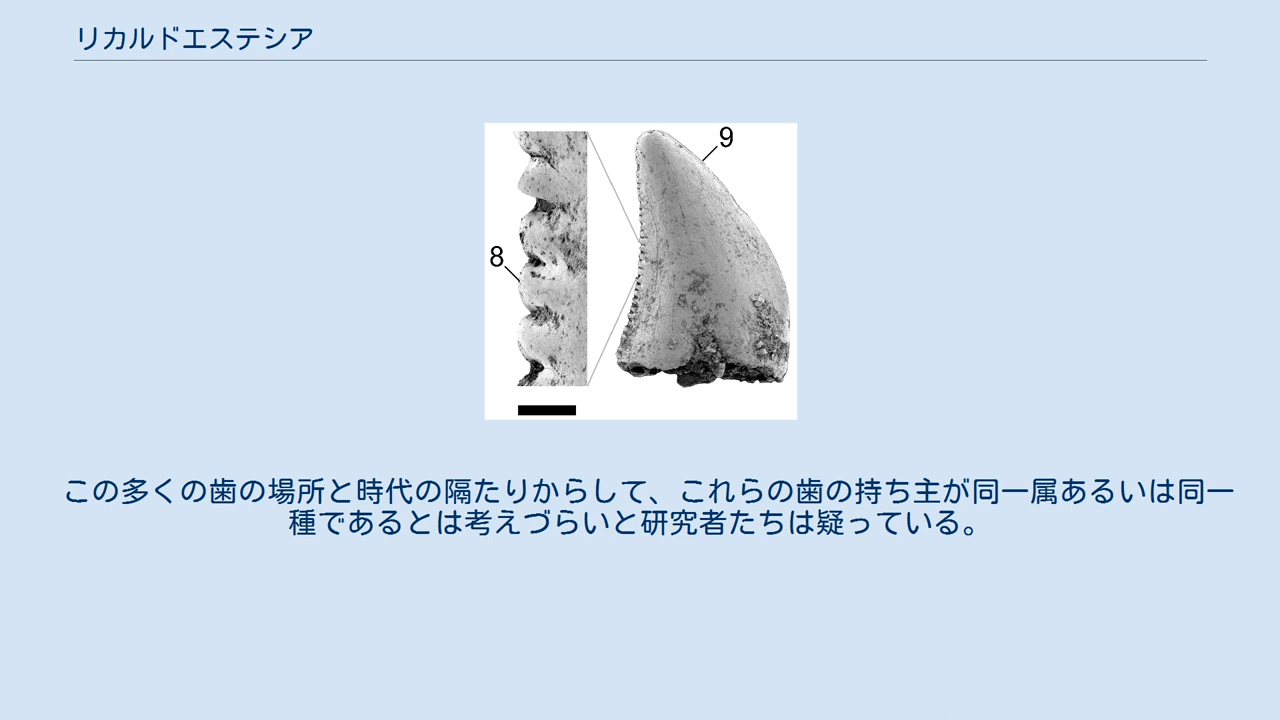 リカルドエステシア
9
8
この多くの歯の場所と時代の隔たりからして、これらの歯の持ち主が同一属あるいは同一
種であるとは考えづらいと研究者たちは疑っている。